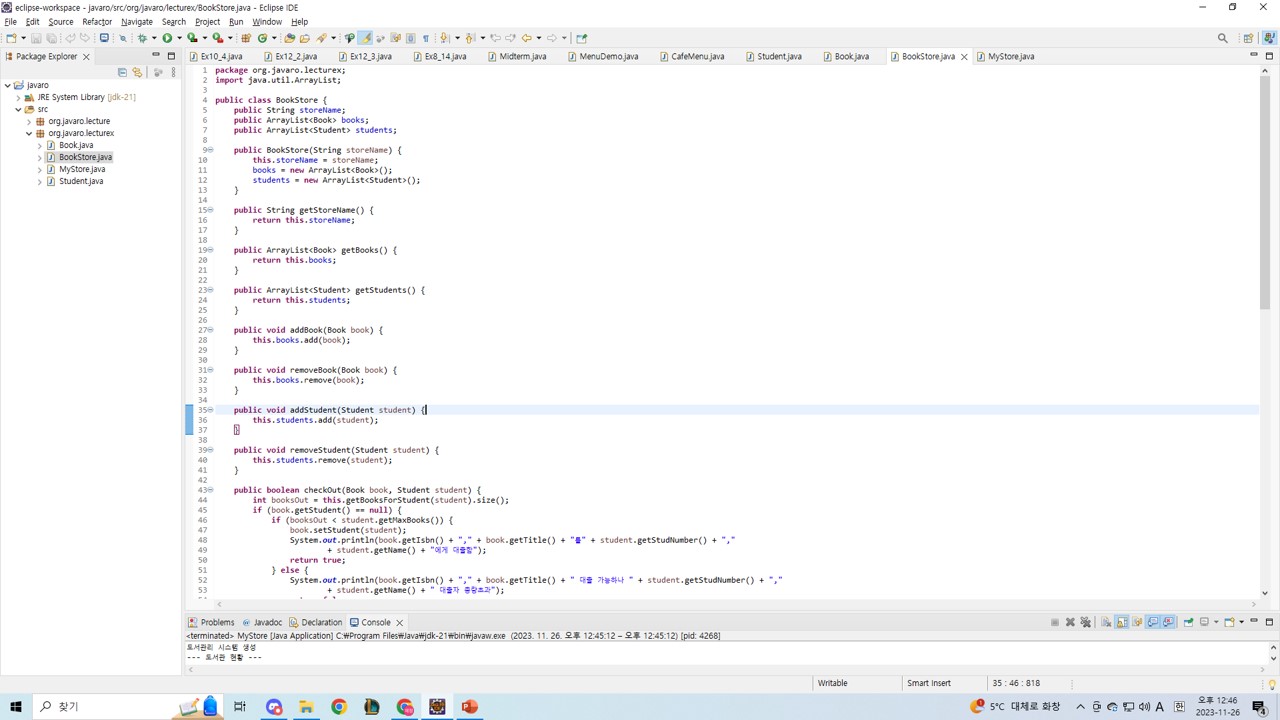 eclipse-workspace - javaro/src/org/javaro/lecturex/BookStore.java - Eclipse IDE
File Edit Source Refactor Navigate Search Project Run Window Help
Package Explorer
Ex10_4.java Ex12_2.java Ex12_3.java Ex8_14.java Midterm.java MenuDemo.java CafeMenu.java Student.java Book.java BookStore.java MyStore.java
javaro
JRE System Library [jdk-21]
src
org.javaro.lecture
org.javaro.lecturex
Book.java
BookStore.java
MyStore.java
Student.java
1 package org.javaro.lecturex;
2 import java.util.ArrayList;
3
4 public class BookStore {
5 public String storeName;
6 public ArrayList<Book> books;
7 public ArrayList<Student> students;
8
9 public BookStore(String storeName) {
10 this.storeName = storeName;
11 books = new ArrayList<Book>();
12 students = new ArrayList<Student>();
13 }
14
15 public String getStoreName() {
16 return this.storeName;
17 }
18
19 public ArrayList<Book> getBooks() {
20 return this.books;
21 }
22
23 public ArrayList<Student> getStudents() {
24 return this.students;
25 }
26
27 public void addBook(Book book) {
28 this.books.add(book);
29 }
30
31 public void removeBook(Book book) {
32 this.books.remove(book);
33 }
34
35 public void addStudent(Student student) {
36 this.students.add(student);
37 }
38
39 public void removeStudent(Student student) {
40 this.students.remove(student);
41 }
42
43 public boolean checkOut(Book book, Student student) {
44 int booksOut = this.getBooksForStudent(student).size();
45 if (book.getStudent() == null) {
46 if (booksOut < student.getMaxBooks()) {
47 book.setStudent(student);
48 System.out.println(book.getIsbn() + "," + book.getTitle() + "를" + student.getStudNumber() + ","
49 + student.getName() + "에게 대출함");
50 return true;
51 } else {
52 System.out.println(book.getIsbn() + "," + book.getTitle() + " 대출 가능하나 " + student.getStudNumber() + ","
53 + student.getName() + " 대출자 용량초과");
Problems Javadoc Declaration Console
<terminated> MyStore [Java Application] C:\Program Files\Java\jdk-21\bin\javaw.exe (2023. 11. 26. 오후 12:45:12 – 오후 12:45:12) [pid: 4268]
도서관리 시스템 생성
--- 도서관 현황 ---
Writable Smart Insert 35 : 46 : 818
찾기
5°C 대체로 화창
A 한
오후 12:46
2023-11-26
4